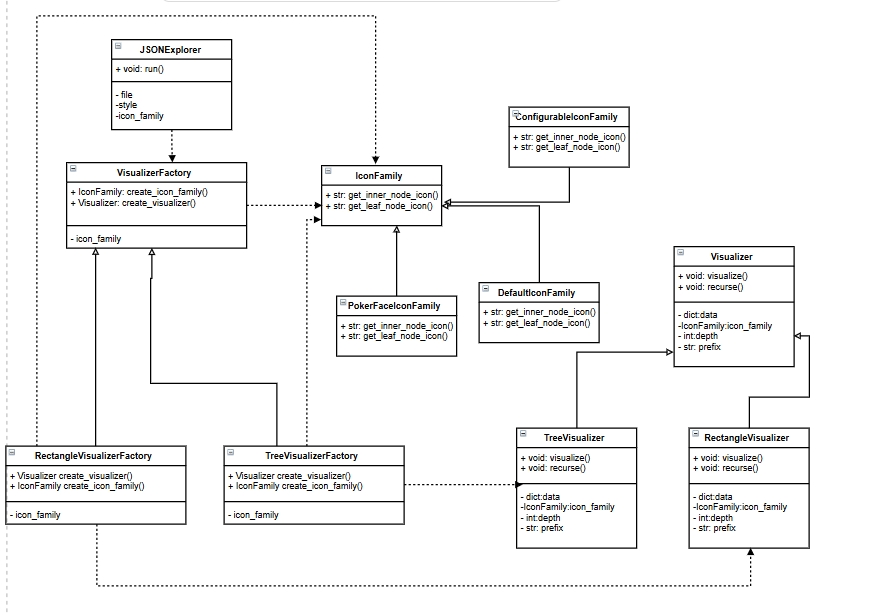 JSONExplorer
+ void: run()
- file
-style
-icon_family
ConfigurableIconFamily
+ str: get_inner_node_icon()
+ str: get_leaf_node_icon()
VisualizerFactory
+ IconFamily: create_icon_family()
+ Visualizer: create_visualizer()
- icon_family
IconFamily
+ str: get_inner_node_icon()
+ str: get_leaf_node_icon()
Visualizer
+ void: visualize()
+ void: recurse()
- dict:data
-IconFamily:icon_family
- int:depth
- str: prefix
PokerFaceIconFamily
+ str: get_inner_node_icon()
+ str: get_leaf_node_icon()
DefaultIconFamily
+ str: get_inner_node_icon()
+ str: get_leaf_node_icon()
RectangleVisualizerFactory
+ Visualizer create_visualizer()
+ IconFamily create_icon_family()
- icon_family
TreeVisualizerFactory
+ Visualizer create_visualizer()
+ IconFamily create_icon_family()
- icon_family
TreeVisualizer
+ void: visualize()
+ void: recurse()
- dict:data
-IconFamily:icon_family
- int:depth
- str: prefix
RectangleVisualizer
+ void: visualize()
+ void: recurse()
- dict:data
-IconFamily:icon_family
- int:depth
- str: prefix